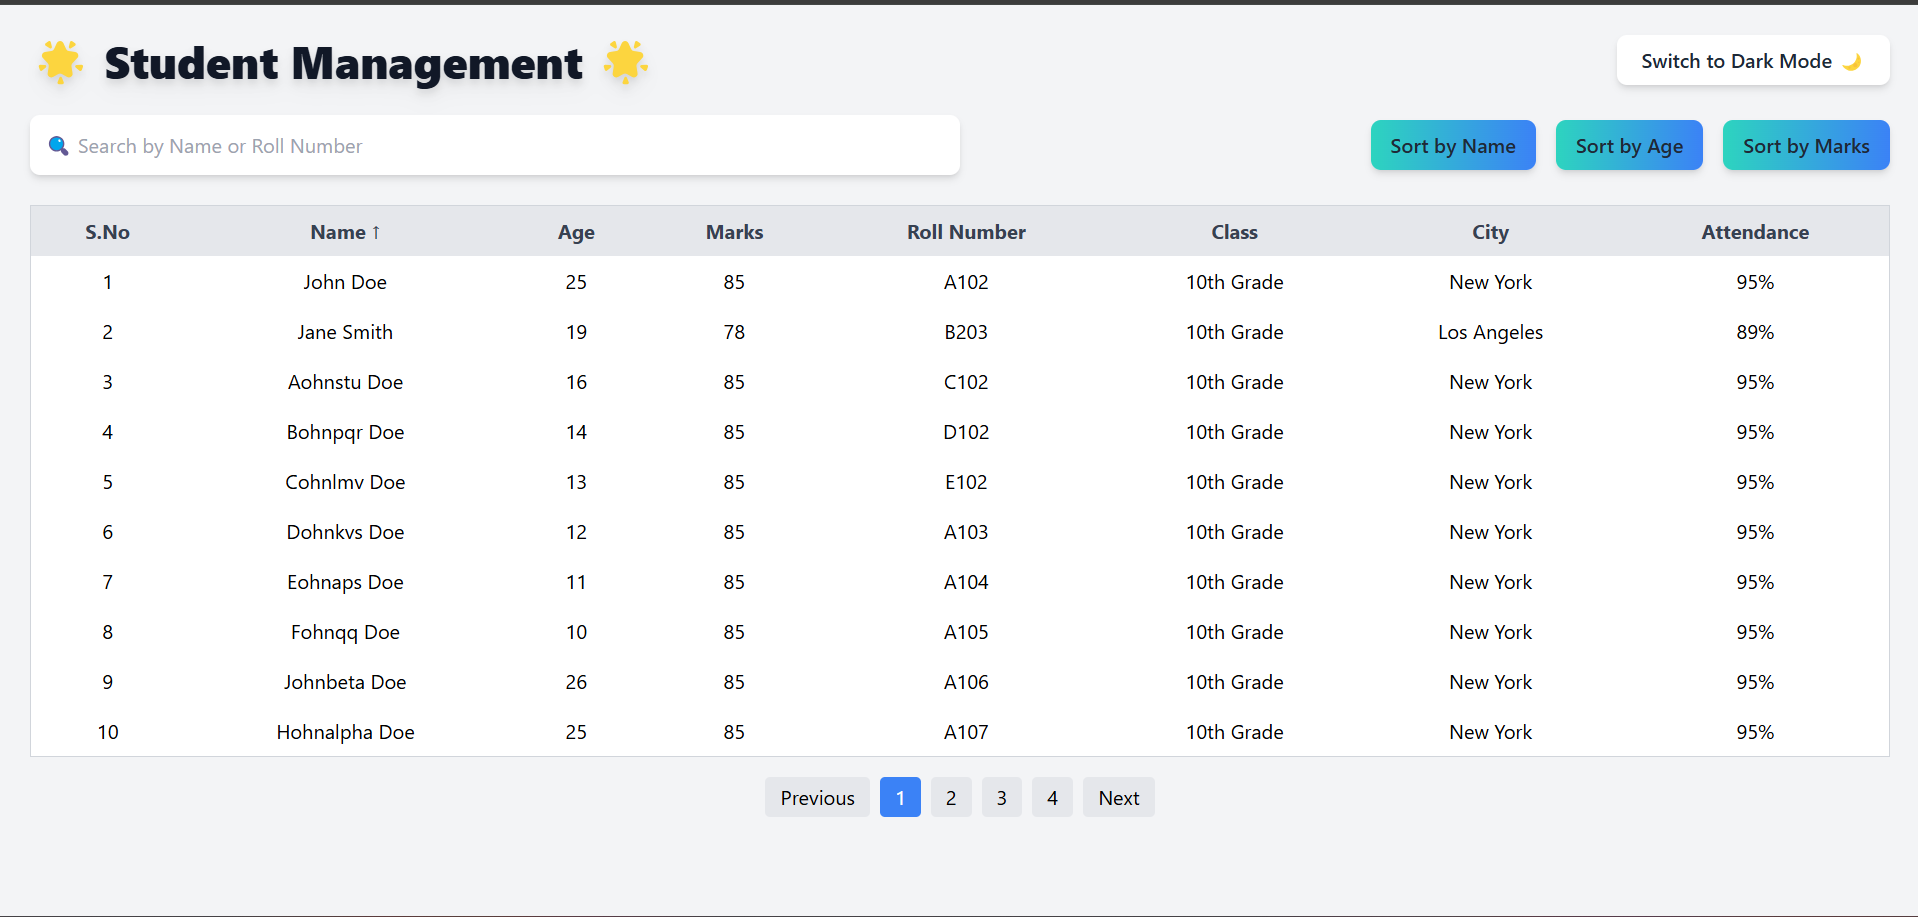 🌟 Student Management 🌟
Switch to Dark Mode 🌙
🔍 Search by Name or Roll Number
Sort by Name Sort by Age Sort by Marks
S.No Name ↑ Age Marks Roll Number Class City Attendance
1 John Doe 25 85 A102 10th Grade New York 95%
2 Jane Smith 19 78 B203 10th Grade Los Angeles 89%
3 Aohnstu Doe 16 85 C102 10th Grade New York 95%
4 Bohnpqr Doe 14 85 D102 10th Grade New York 95%
5 Cohnlmv Doe 13 85 E102 10th Grade New York 95%
6 Dohnkvs Doe 12 85 A103 10th Grade New York 95%
7 Eohnaps Doe 11 85 A104 10th Grade New York 95%
8 Fohnqq Doe 10 85 A105 10th Grade New York 95%
9 Johnbeta Doe 26 85 A106 10th Grade New York 95%
10 Hohnalpha Doe 25 85 A107 10th Grade New York 95%
Previous 1 2 3 4 Next